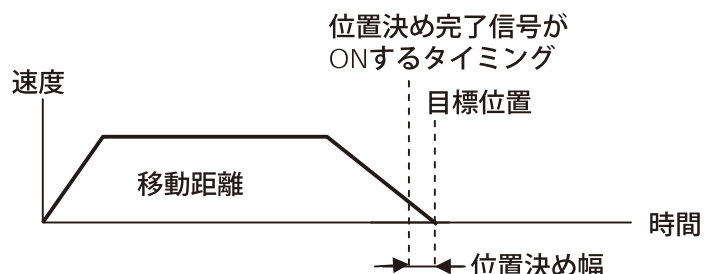 位置決め完了信号が
ONするタイミング
速度
目標位置
移動距離
時間
位置決め幅